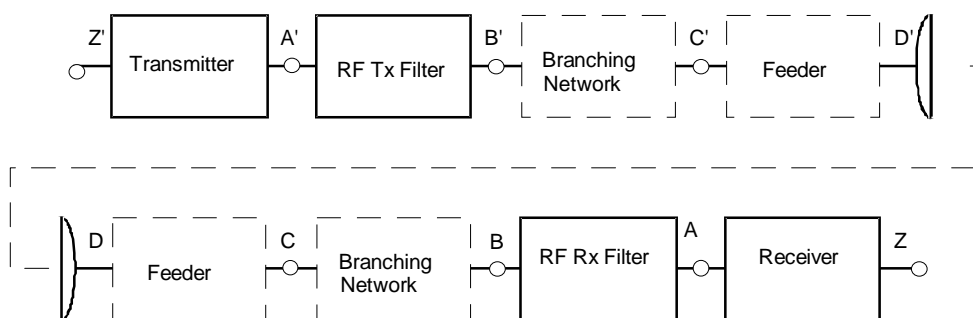 Z'
Transmitter
A'
RF Tx Filter
B'
Branching
Network
C'
Feeder
D'
D
Feeder
C
Branching
Network
B
RF Rx Filter
A
Receiver
Z